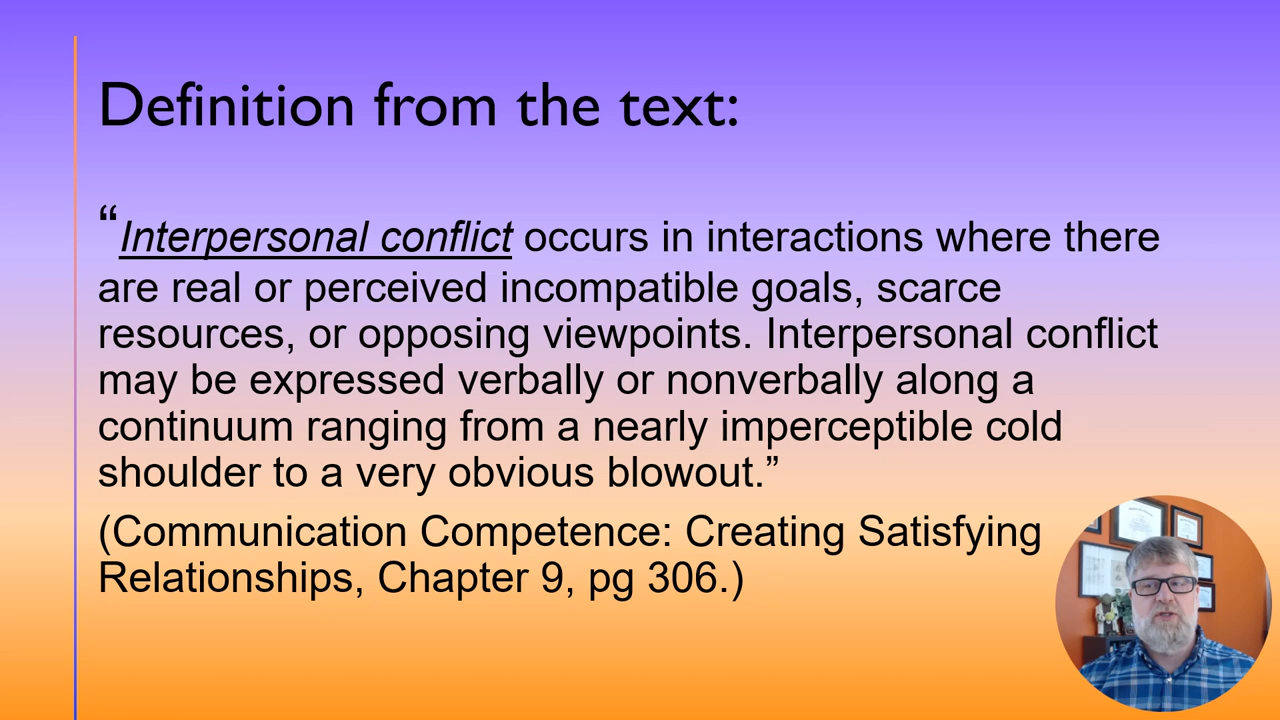 Definition from the text:
“Interpersonal conflict occurs in interactions where there
are real or perceived incompatible goals, scarce
resources, or opposing viewpoints. Interpersonal conflict
may be expressed verbally or nonverbally along a
continuum ranging from a nearly imperceptible cold
shoulder to a very obvious blowout.”
(Communication Competence: Creating Satisfying
Relationships, Chapter 9, pg 306.)